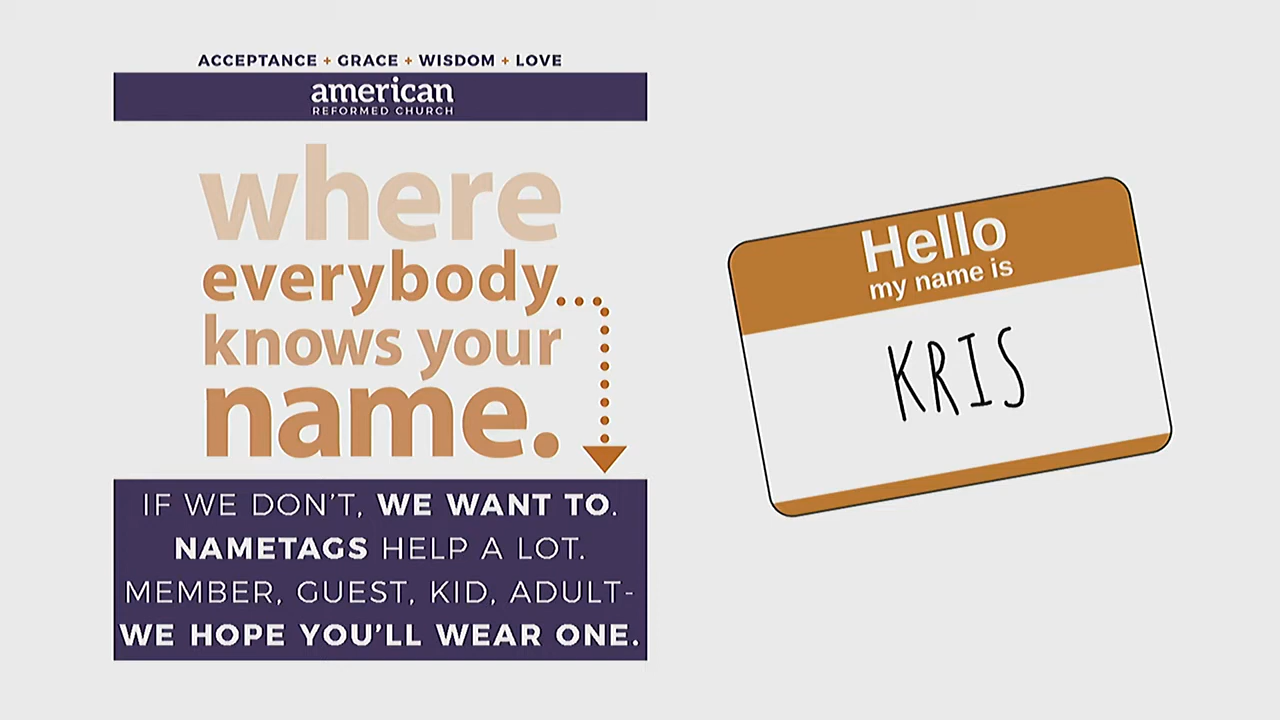 ACCEPTANCE + GRACE + WISDOM + LOVE
american
REFORMED CHURCH
where
everybody...
knows your
name.
IF WE DON'T, WE WANT TO.
NAMETAGS HELP A LOT.
MEMBER, GUEST, KID, ADULT-
WE HOPE YOU'LL WEAR ONE.
Hello
my name is
KRIS